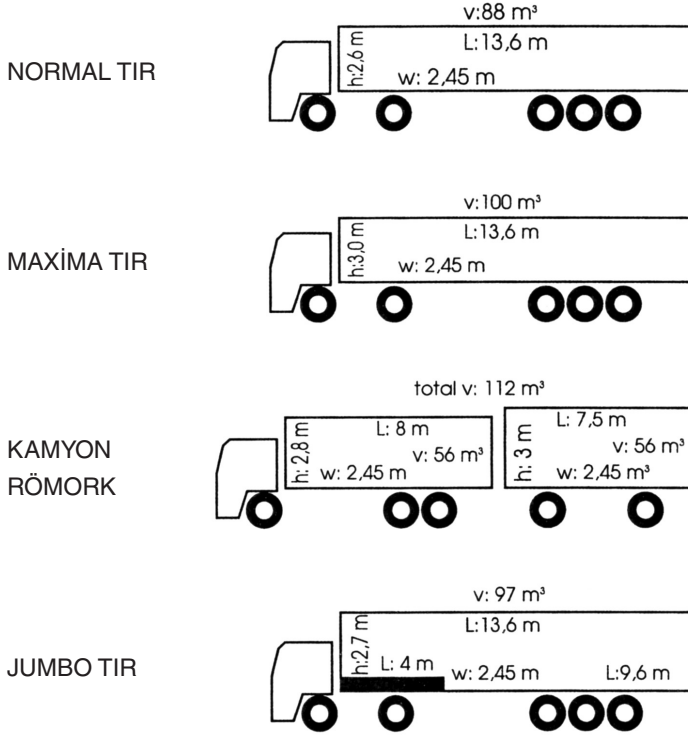 v:88 m³
L:13,6 m
h:2,6 m
NORMAL TIR
w: 2,45 m
v:100 m³
L:13,6 m
h:3,0 m
MAXİMA TIR
w: 2,45 m
total v: 112 m³
L: 8 m
L: 7,5 m
h: 2,8 m
h: 3 m
KAMYON
RÖMORK
v: 56 m³
v: 56 m³
w: 2,45 m
w: 2,45 m³
v: 97 m³
L:13,6 m
h:2,7 m
JUMBO TIR
L: 4 m
w: 2,45 m
L:9,6 m